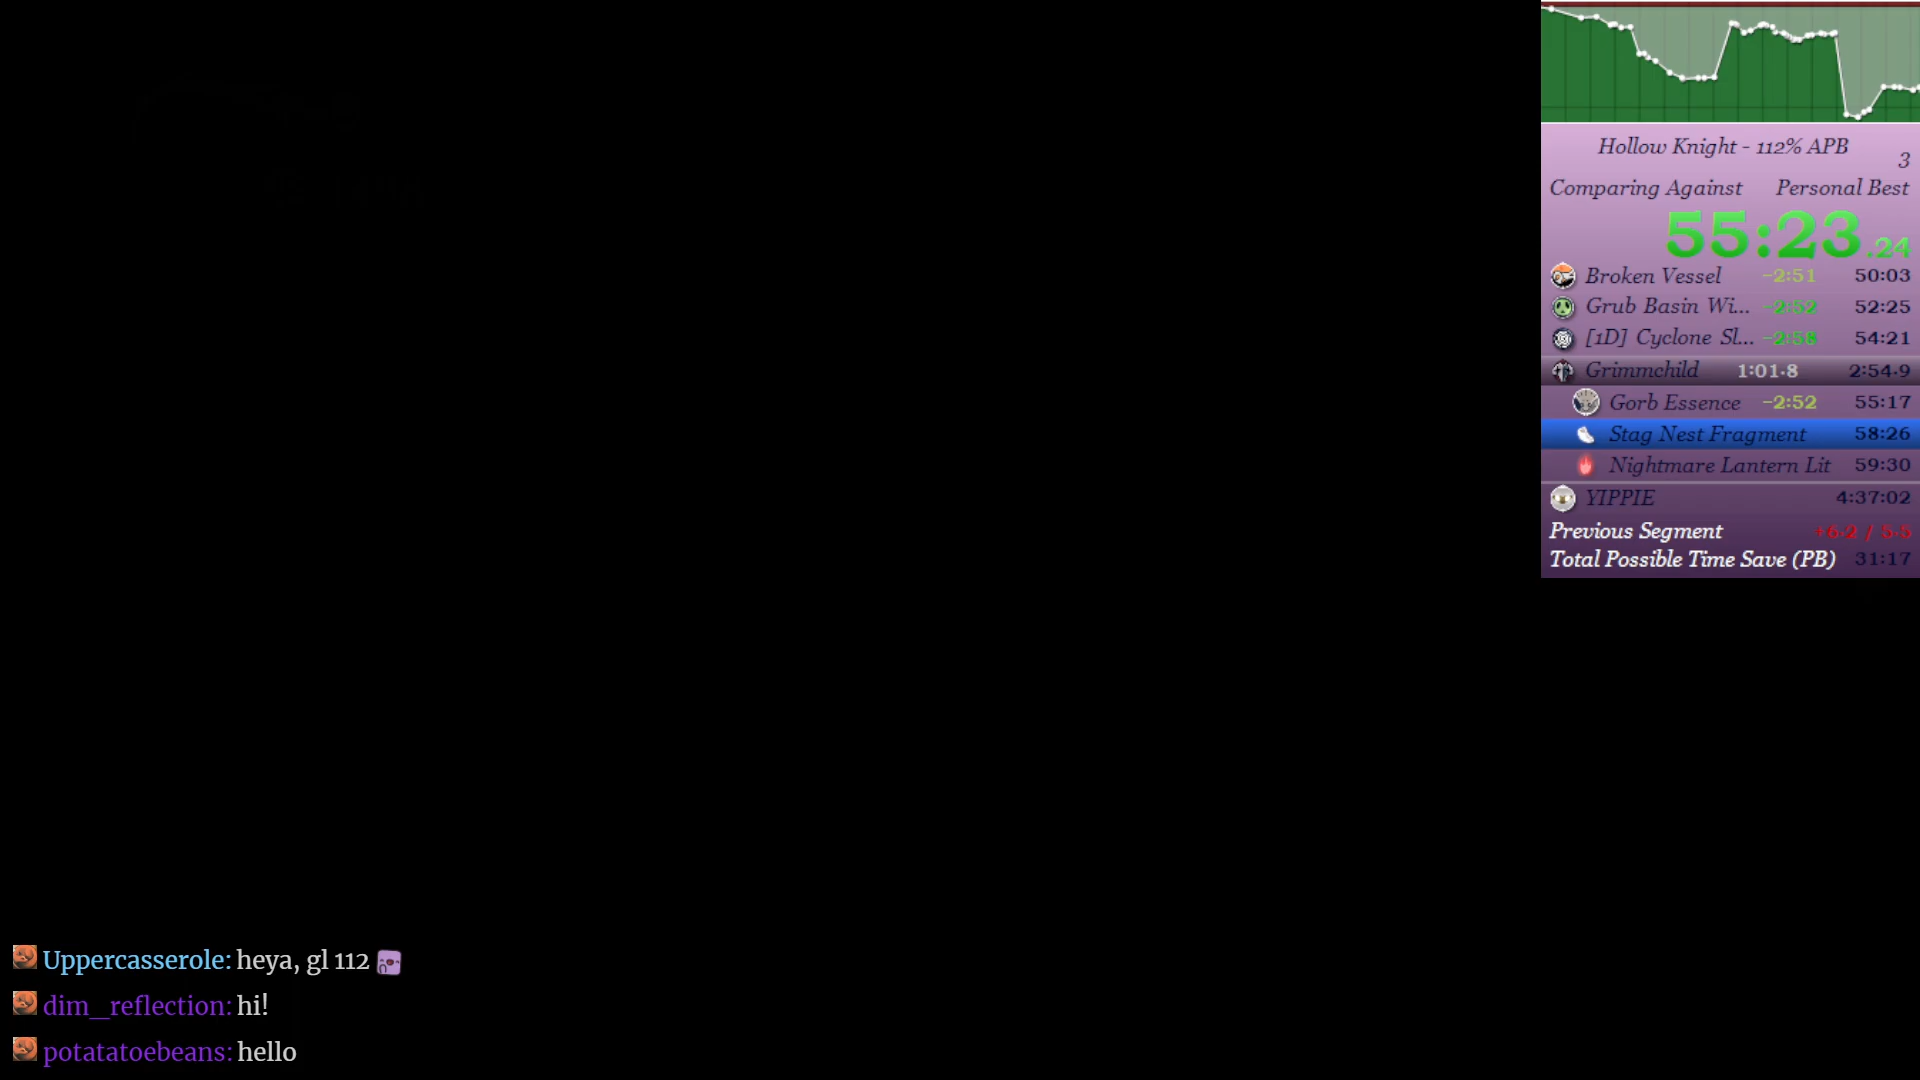 Hollow Knight - 112% APB
3
Comparing Against Personal Best
55:23.24
Broken Vessel -2:51 50:03
Grub Basin Wi... -2:52 52:25
[1D] Cyclone Sl... -2:56 54:21
Grimmchild 1:01.8 2:54.9
Gorb Essence -2:52 55:17
Stag Nest Fragment 58:26
Nightmare Lantern Lit 59:30
YIPPIE 4:37:02
Previous Segment +6.2 / 5.5
Total Possible Time Save (PB) 31:17
Uppercasserole: heya, gl 112
dim_reflection: hi!
potatatoebeans: hello